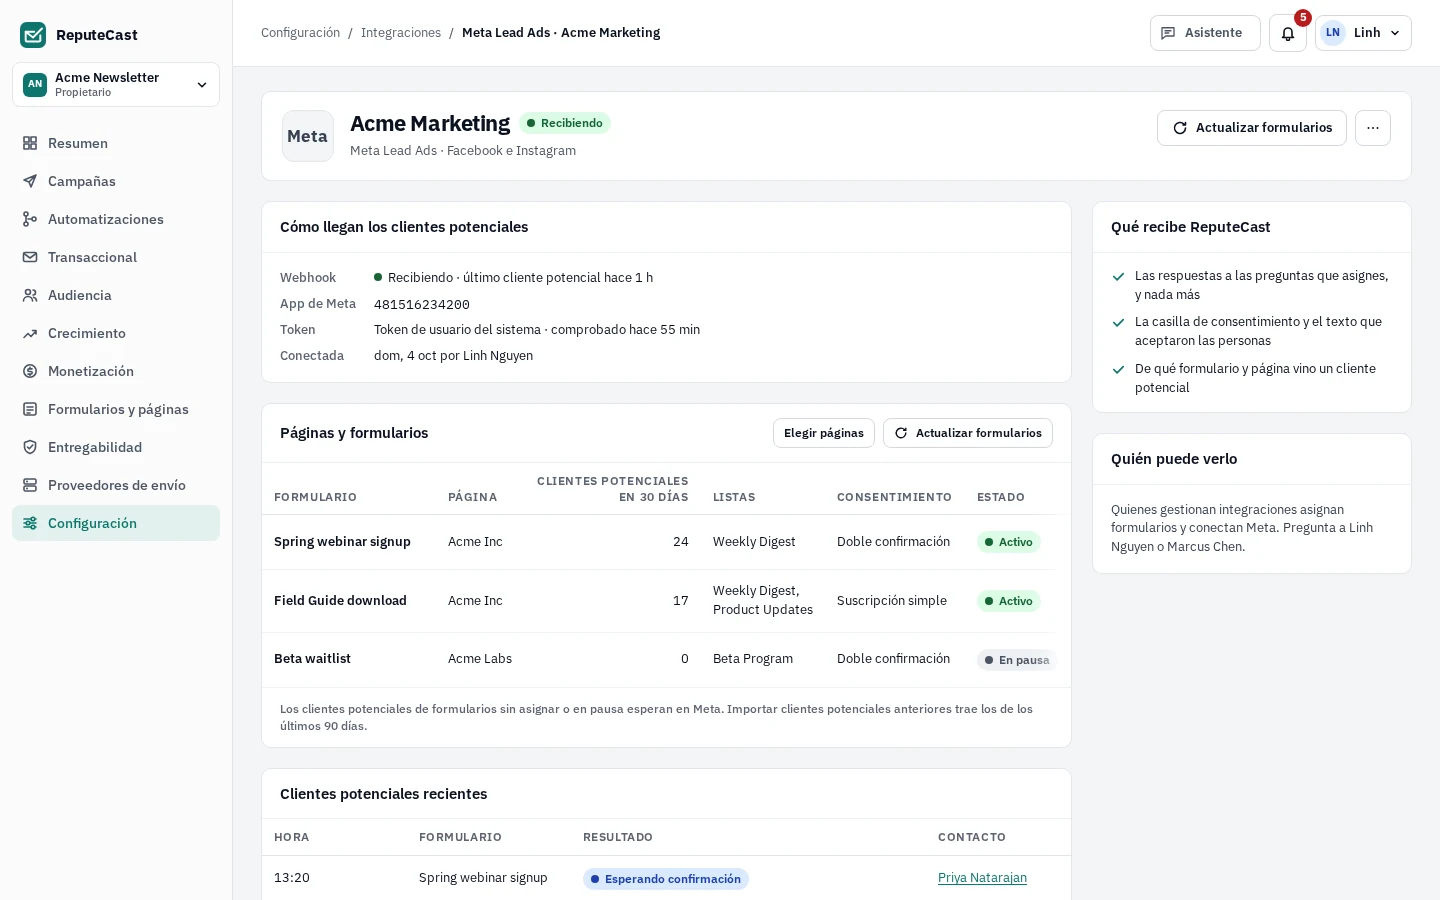 ReputeCast
AN
Acme Newsletter
Propietario
Resumen
Campañas
Automatizaciones
Transaccional
Audiencia
Crecimiento
Monetización
Formularios y páginas
Entregabilidad
Proveedores de envío
Configuración
Configuración / Integraciones / Meta Lead Ads · Acme Marketing
Asistente
5
LN
Linh
Meta
Acme Marketing
Recibiendo
Meta Lead Ads · Facebook e Instagram
Actualizar formularios
···
Cómo llegan los clientes potenciales
Webhook
Recibiendo · último cliente potencial hace 1 h
App de Meta
481516234200
Token
Token de usuario del sistema · comprobado hace 55 min
Conectada
dom, 4 oct por Linh Nguyen
Páginas y formularios
Elegir páginas
Actualizar formularios
FORMULARIO
PÁGINA
CLIENTES POTENCIALES
EN 30 DÍAS
LISTAS
CONSENTIMIENTO
ESTADO
Spring webinar signup
Acme Inc
24
Weekly Digest
Doble confirmación
Activo
Field Guide download
Acme Inc
17
Weekly Digest,
Product Updates
Suscripción simple
Activo
Beta waitlist
Acme Labs
0
Beta Program
Doble confirmación
En pausa
Los clientes potenciales de formularios sin asignar o en pausa esperan en Meta. Importar clientes potenciales anteriores trae los de los
últimos 90 días.
Clientes potenciales recientes
HORA
FORMULARIO
RESULTADO
CONTACTO
13:20
Spring webinar signup
Esperando confirmación
Priya Natarajan
Qué recibe ReputeCast
Las respuestas a las preguntas que asignes,
y nada más
La casilla de consentimiento y el texto que
aceptaron las personas
De qué formulario y página vino un cliente
potencial
Quién puede verlo
Quienes gestionan integraciones asignan
formularios y conectan Meta. Pregunta a Linh
Nguyen o Marcus Chen.